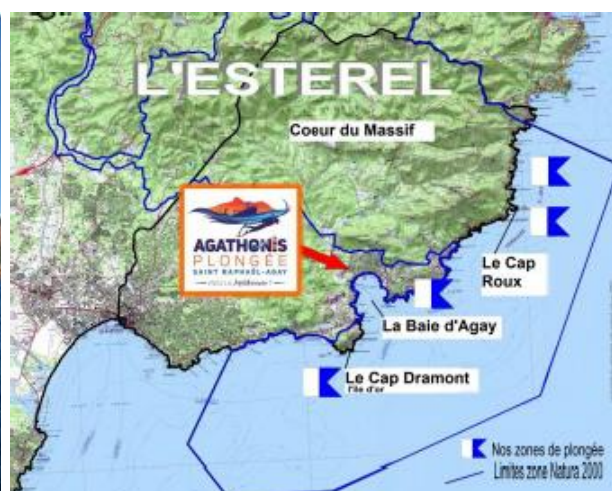 L'ESTEREL
Coeur du Massif
AGATHONIS
PLONGÉE
SAINT RAPHAËL-AGAY
Le Cap
Roux
La Baie d'Agay
Le Cap Dramont
l'île d'or
Nos zones de plongée
Limites zone Natura 2000